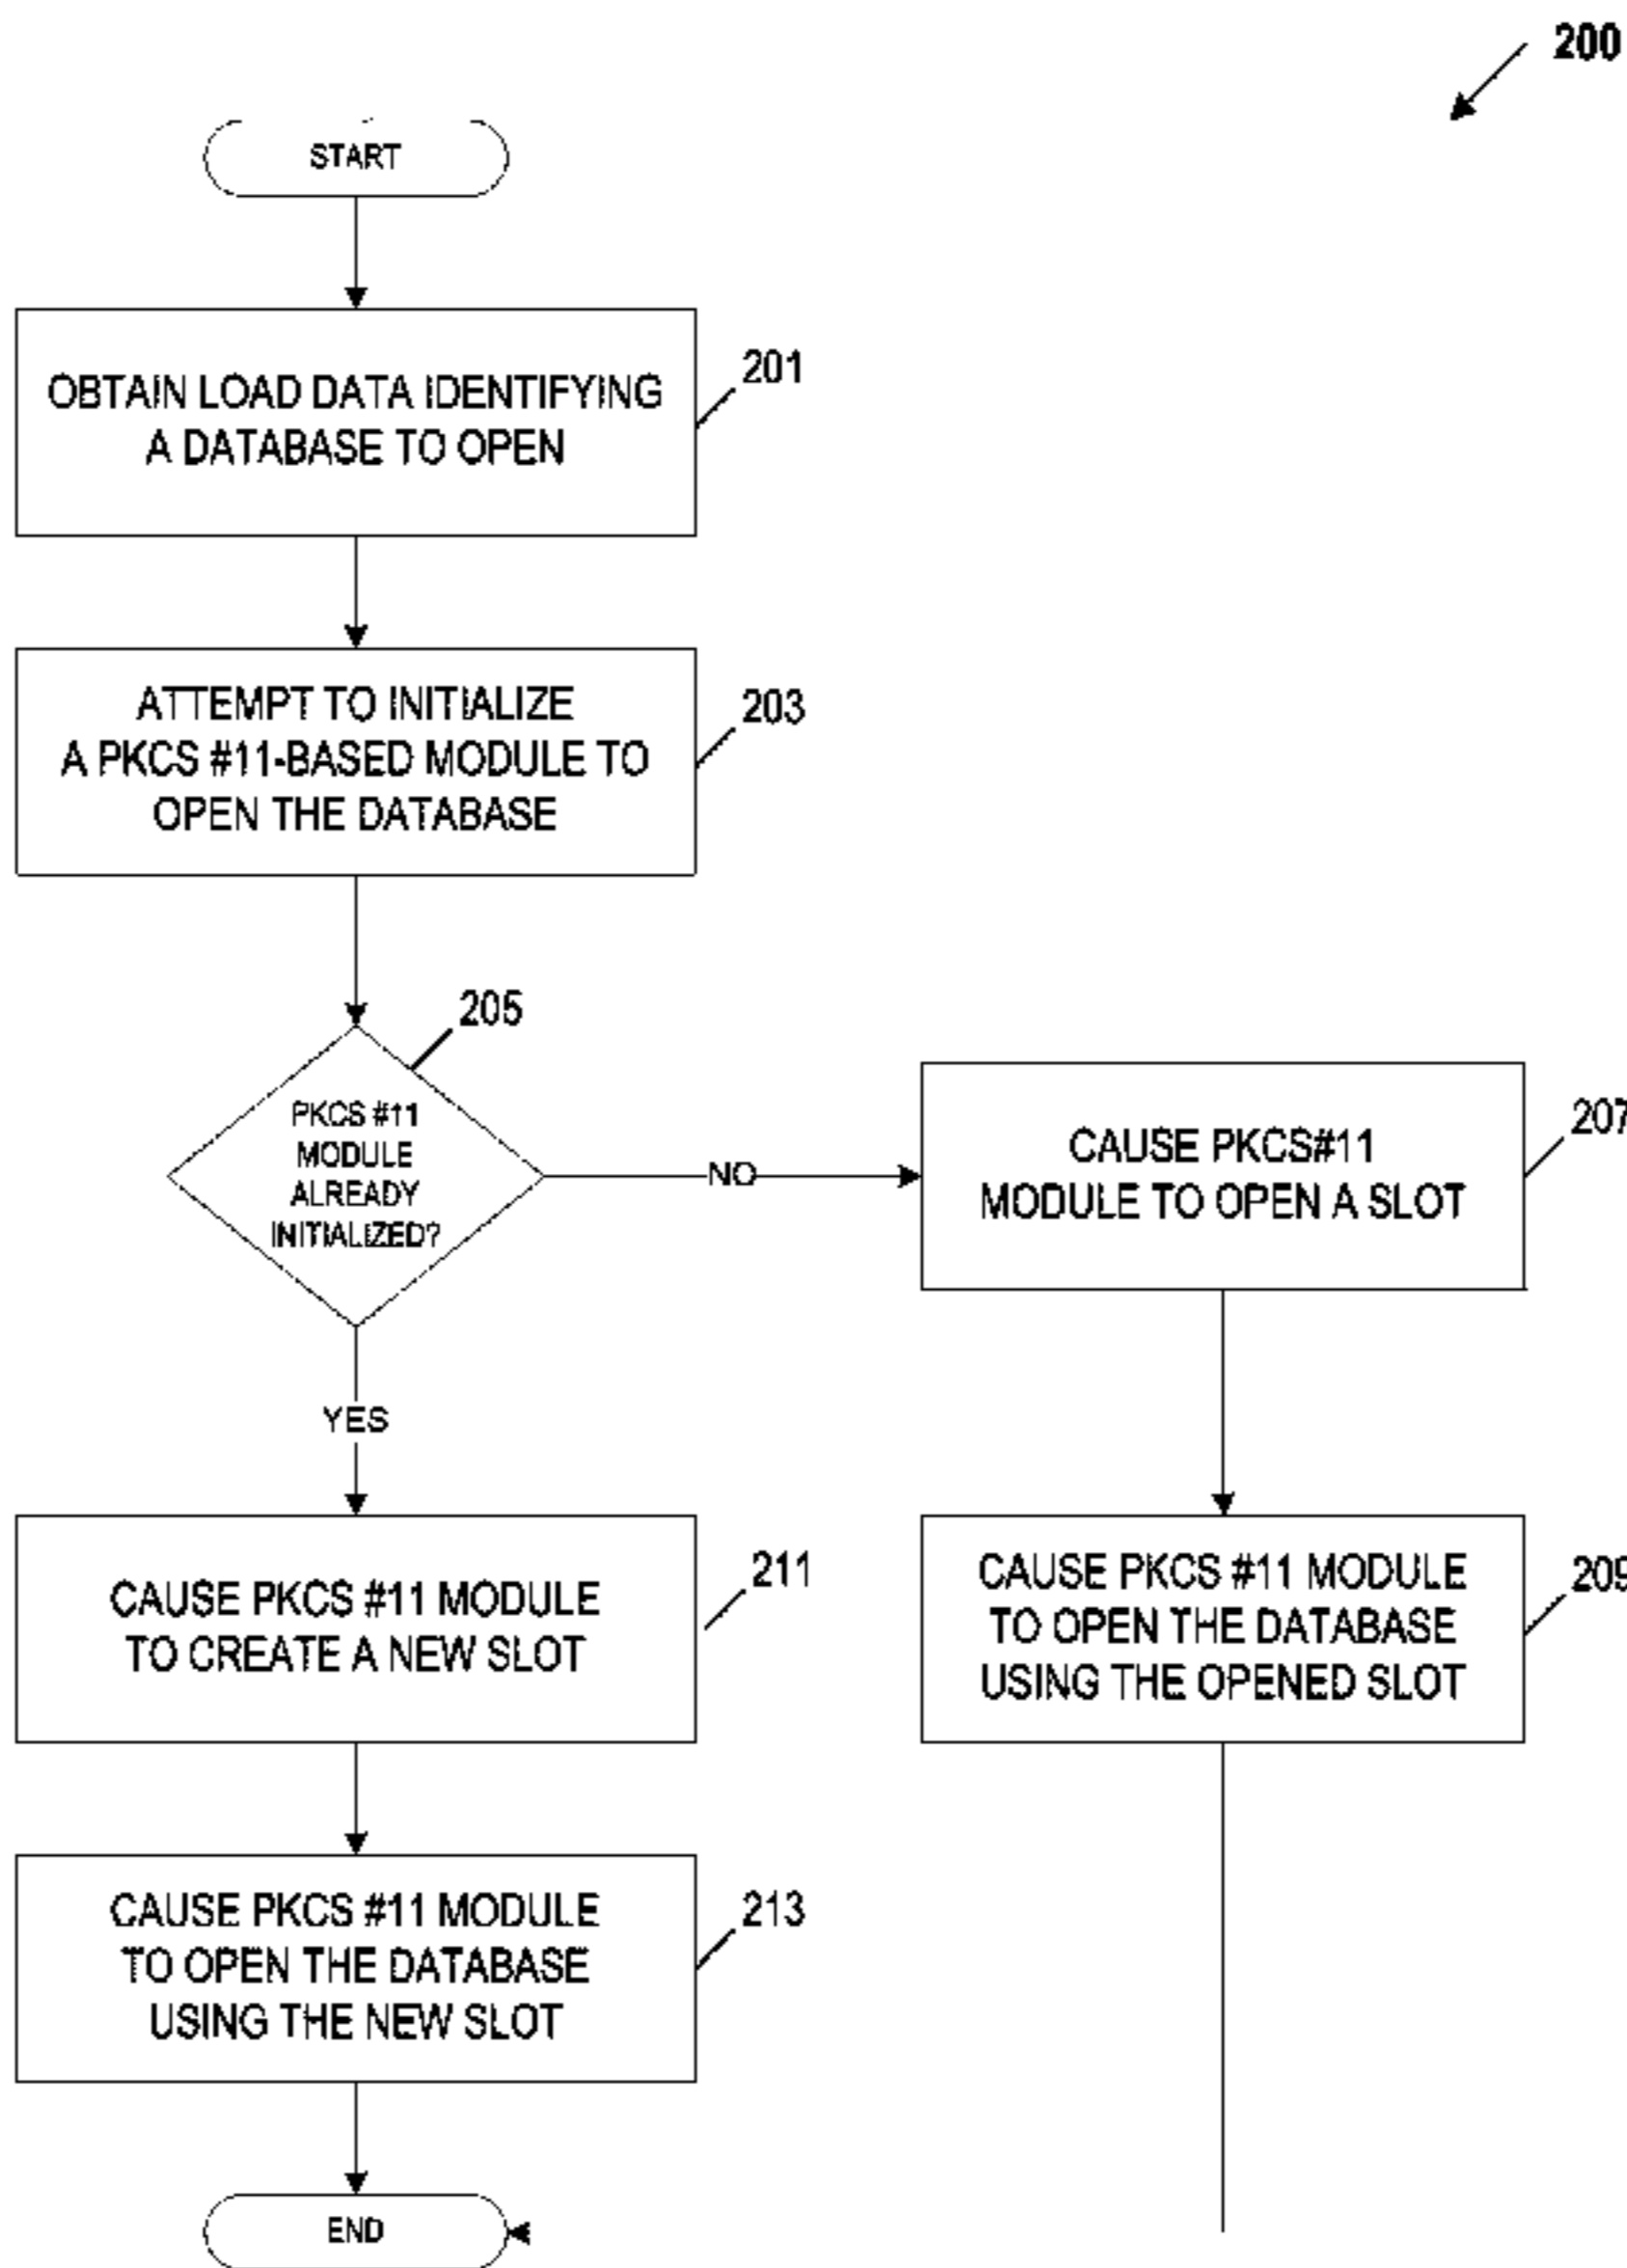 200
START
OBTAIN LOAD DATA IDENTIFYING
A DATABASE TO OPEN
201
ATTEMPT TO INITIALIZE
A PKCS #11-BASED MODULE TO
OPEN THE DATABASE
203
205
PKCS #11
MODULE
ALREADY
INITIALIZED?
NO
CAUSE PKCS#11
MODULE TO OPEN A SLOT
207
YES
CAUSE PKCS #11 MODULE
TO CREATE A NEW SLOT
211
CAUSE PKCS #11 MODULE
TO OPEN THE DATABASE
USING THE OPENED SLOT
209
CAUSE PKCS #11 MODULE
TO OPEN THE DATABASE
USING THE NEW SLOT
213
END